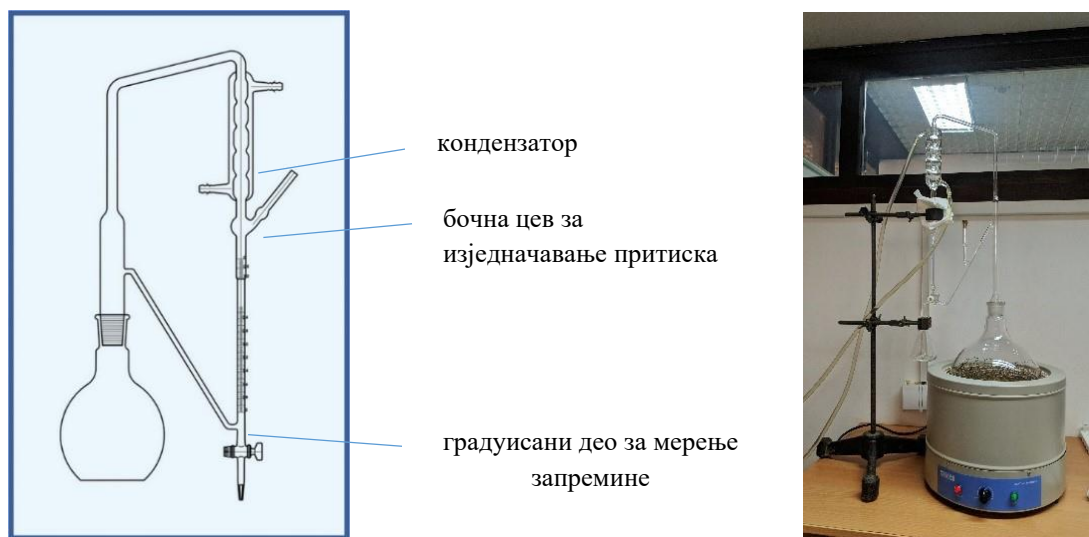 кондензатор
бочна цев за
изједначавање притиска
градуисани део за мерење
запремине